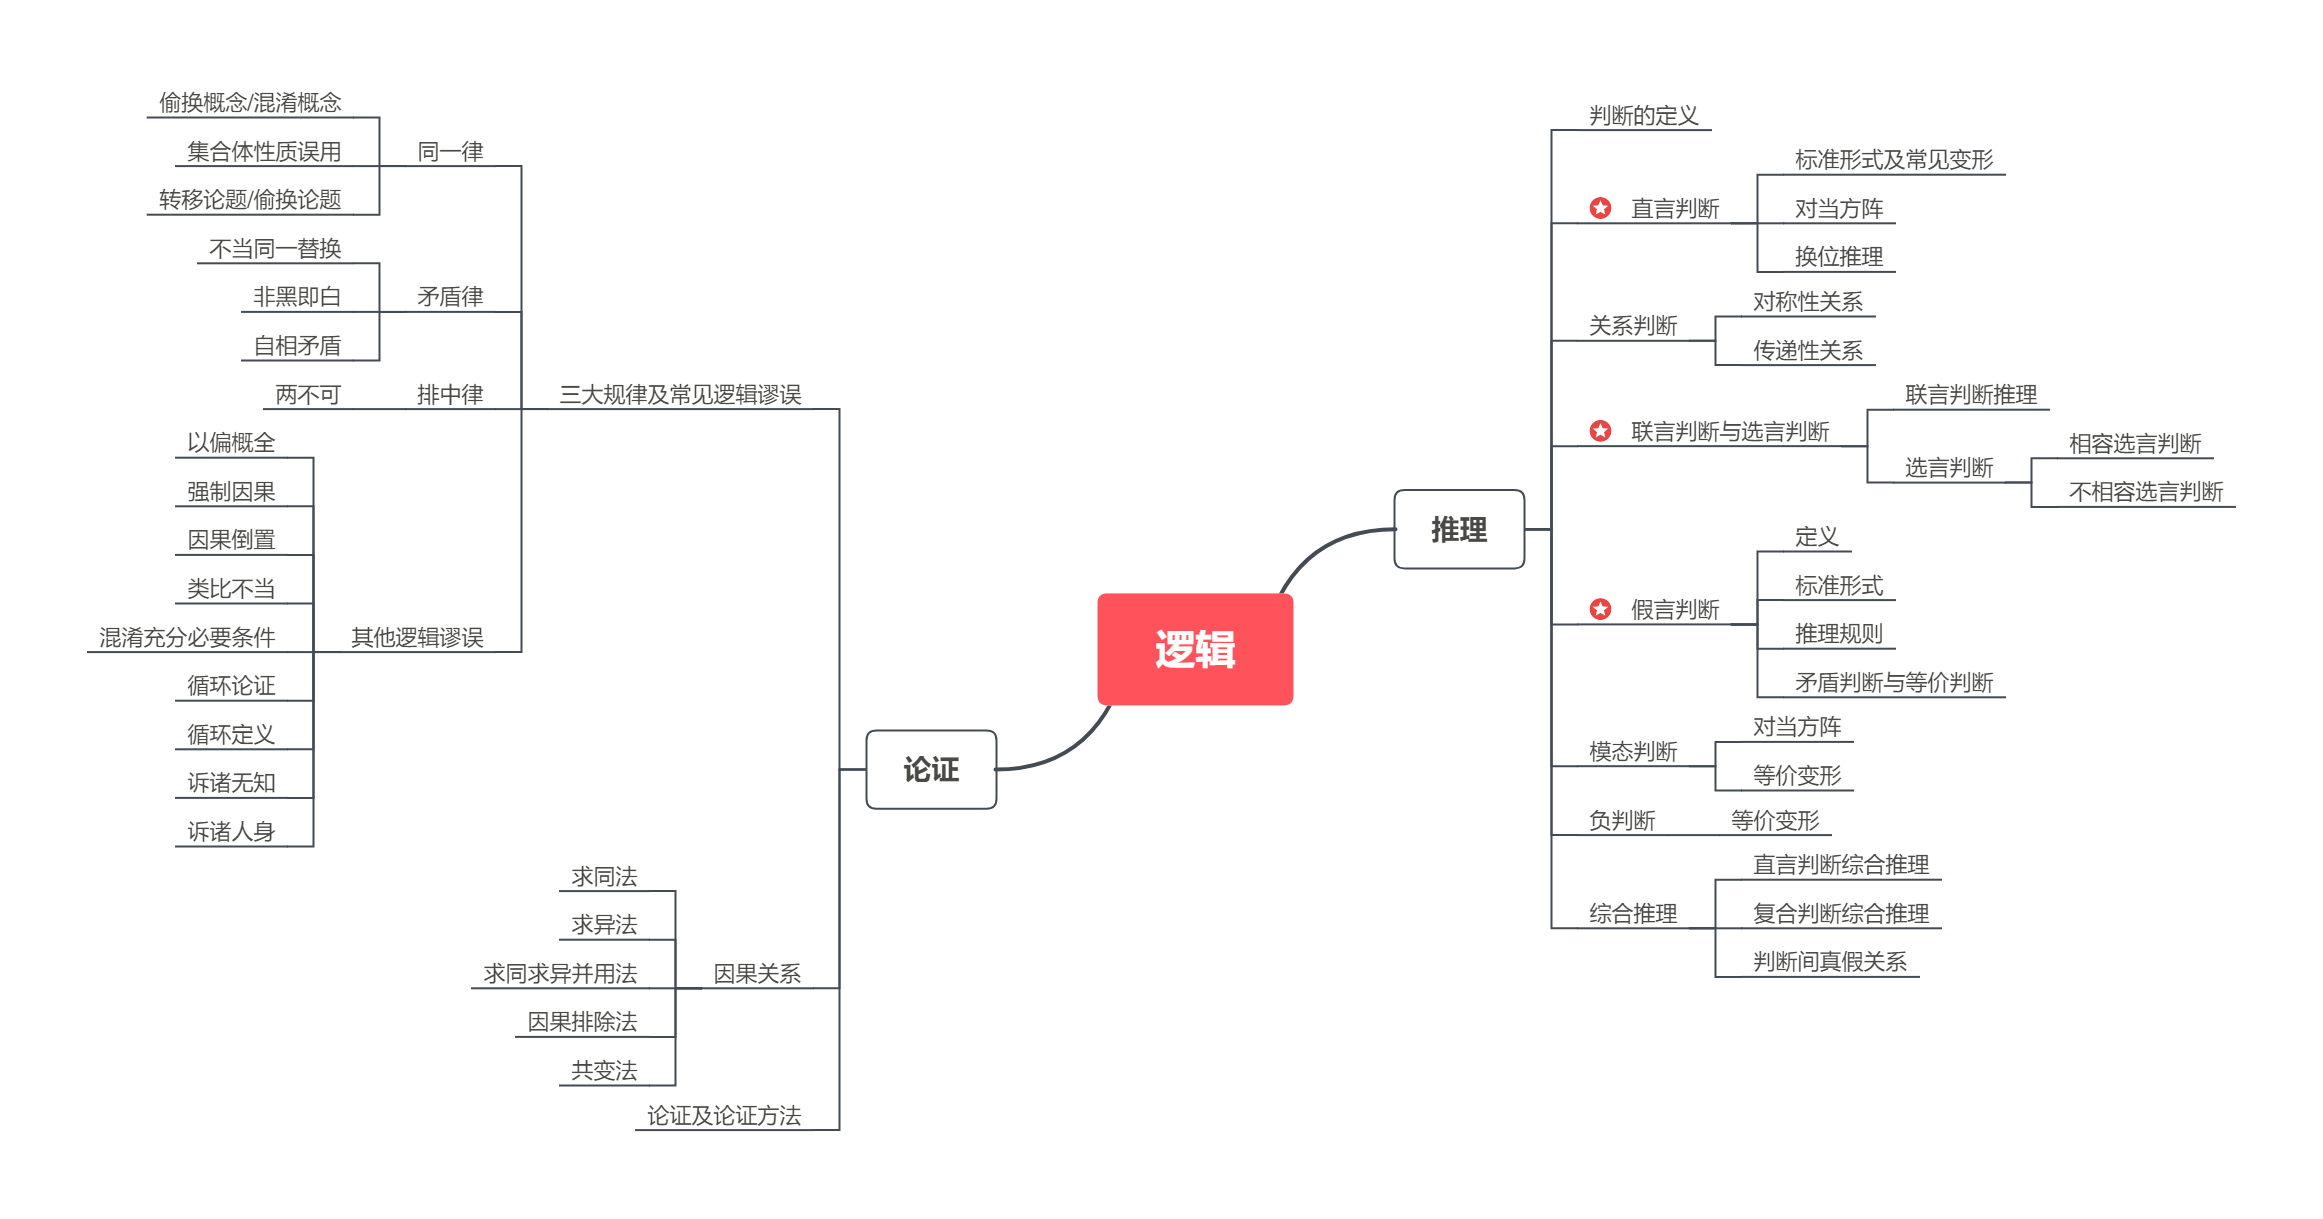 逻辑
推理
判断的定义
直言判断
标准形式及常见变形
对当方阵
换位推理
关系判断
对称性关系
传递性关系
联言判断与选言判断
联言判断推理
选言判断
相容选言判断
不相容选言判断
假言判断
定义
标准形式
推理规则
矛盾判断与等价判断
模态判断
对当方阵
等价变形
负判断
等价变形
综合推理
直言判断综合推理
复合判断综合推理
判断间真假关系
论证
三大规律及常见逻辑谬误
同一律
偷换概念/混淆概念
集合体性质误用
转移论题/偷换论题
矛盾律
不当同一替换
非黑即白
自相矛盾
排中律
两不可
其他逻辑谬误
以偏概全
强制因果
因果倒置
类比不当
混淆充分必要条件
循环论证
循环定义
诉诸无知
诉诸人身
因果关系
求同法
求异法
求同求异并用法
因果排除法
共变法
论证及论证方法